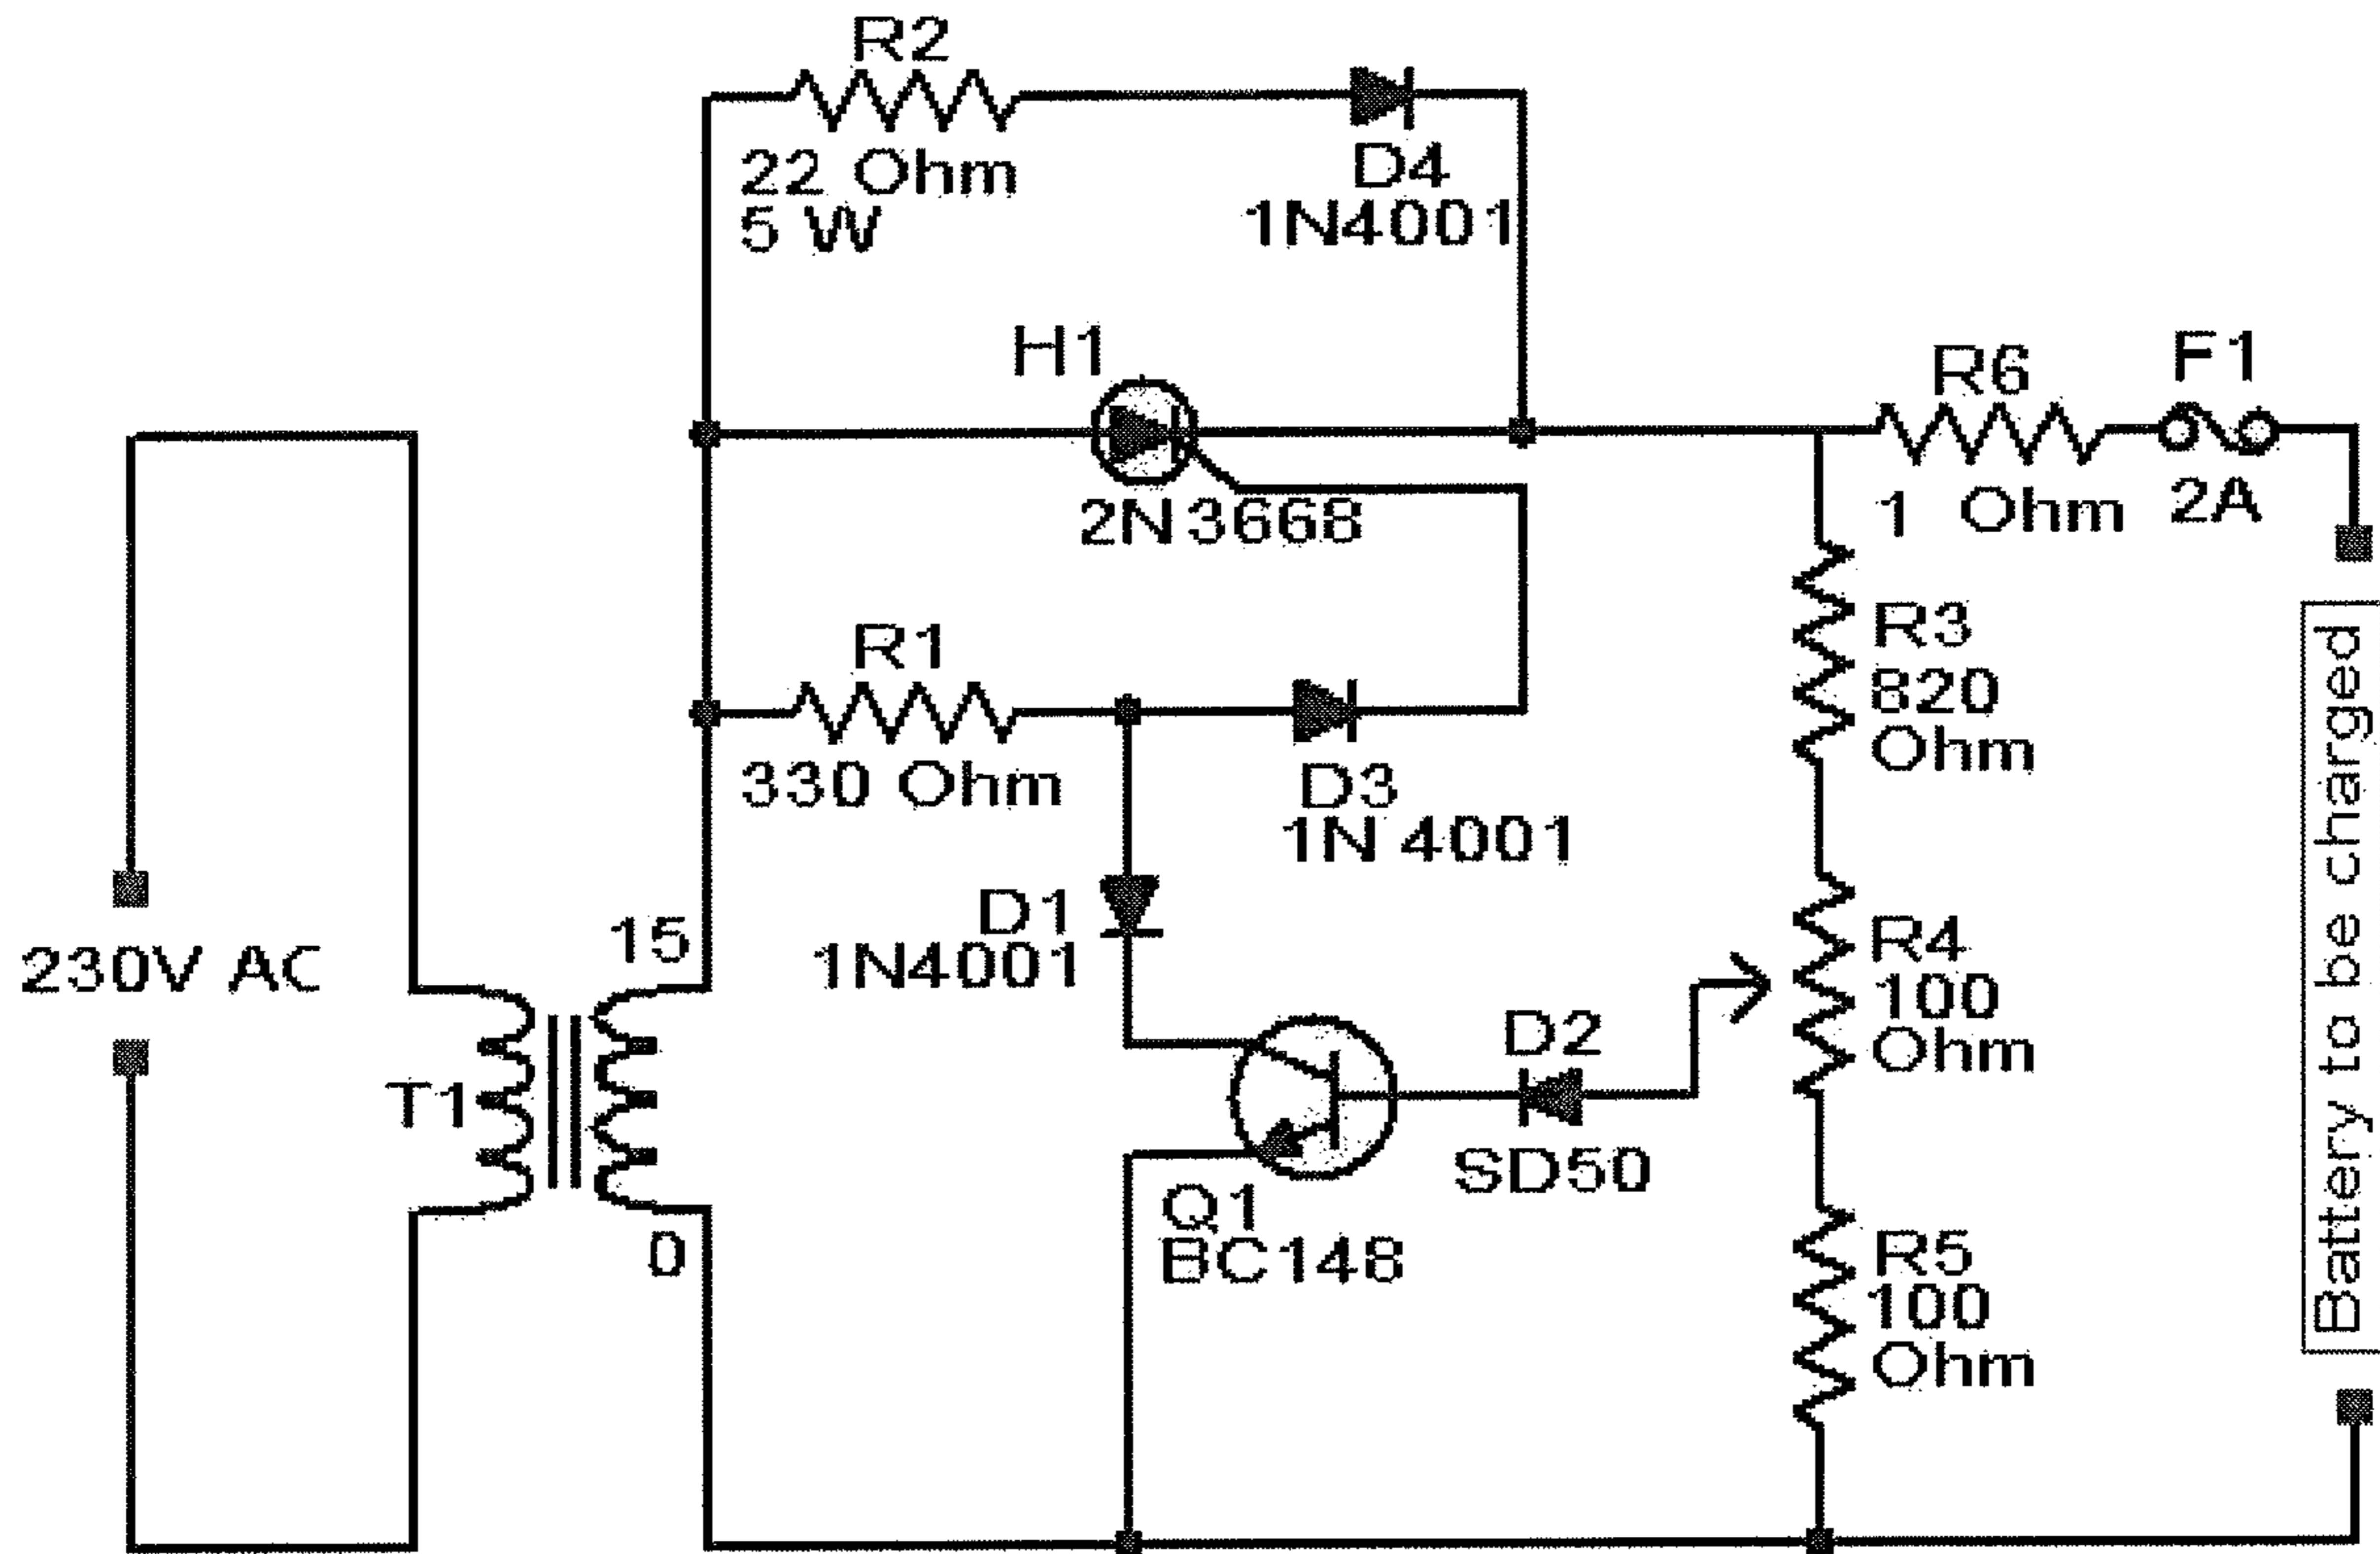 R2
22 Ohm
5 W
D4
1N4001
H1
2N3668
R6
1 Ohm
F1
2A
R1
330 Ohm
D3
1N4001
R3
820
Ohm
D1
1N4001
230V AC
15
T1
0
R4
100
Ohm
D2
SD50
Q1
BC148
R5
100
Ohm
Battery to be charged